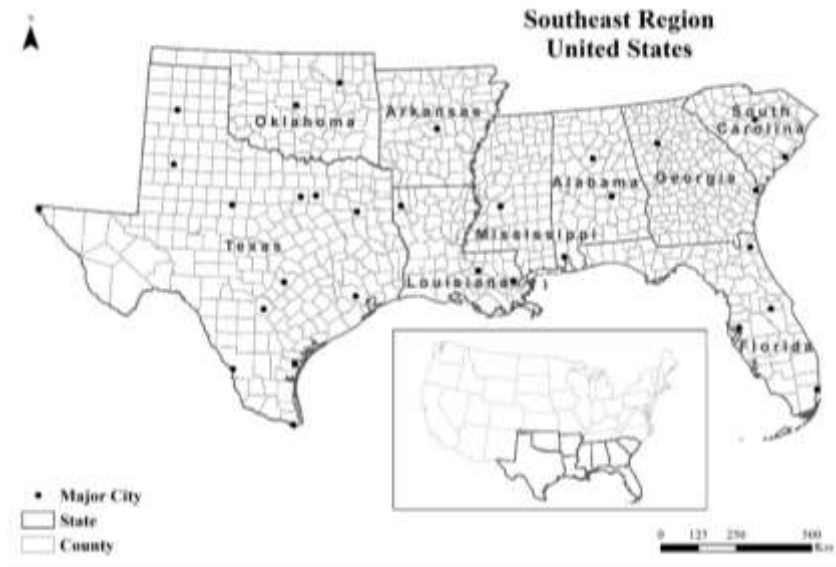 Southeast Region
United States
N
Oklahoma
Arkansas
South
Carolina
Alabama
Georgia
Mississippi
Texas
Louisiana
Florida
Major City
State
County
0 125 250 500
Km